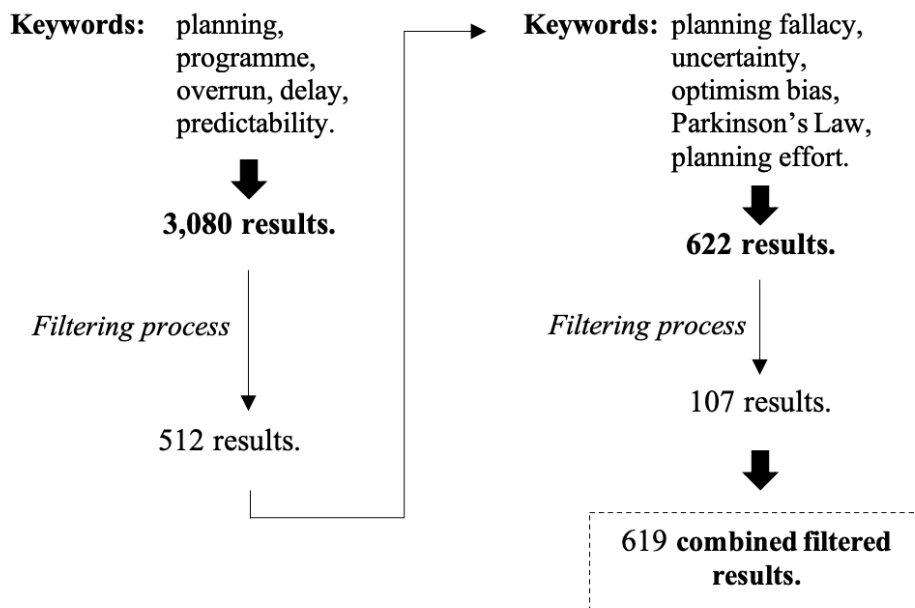 Keywords: planning,
programme,
overrun, delay,
predictability.
3,080 results.
Filtering process
512 results.
Keywords: planning fallacy,
uncertainty,
optimism bias,
Parkinson’s Law,
planning effort.
622 results.
Filtering process
107 results.
619 combined filtered
results.